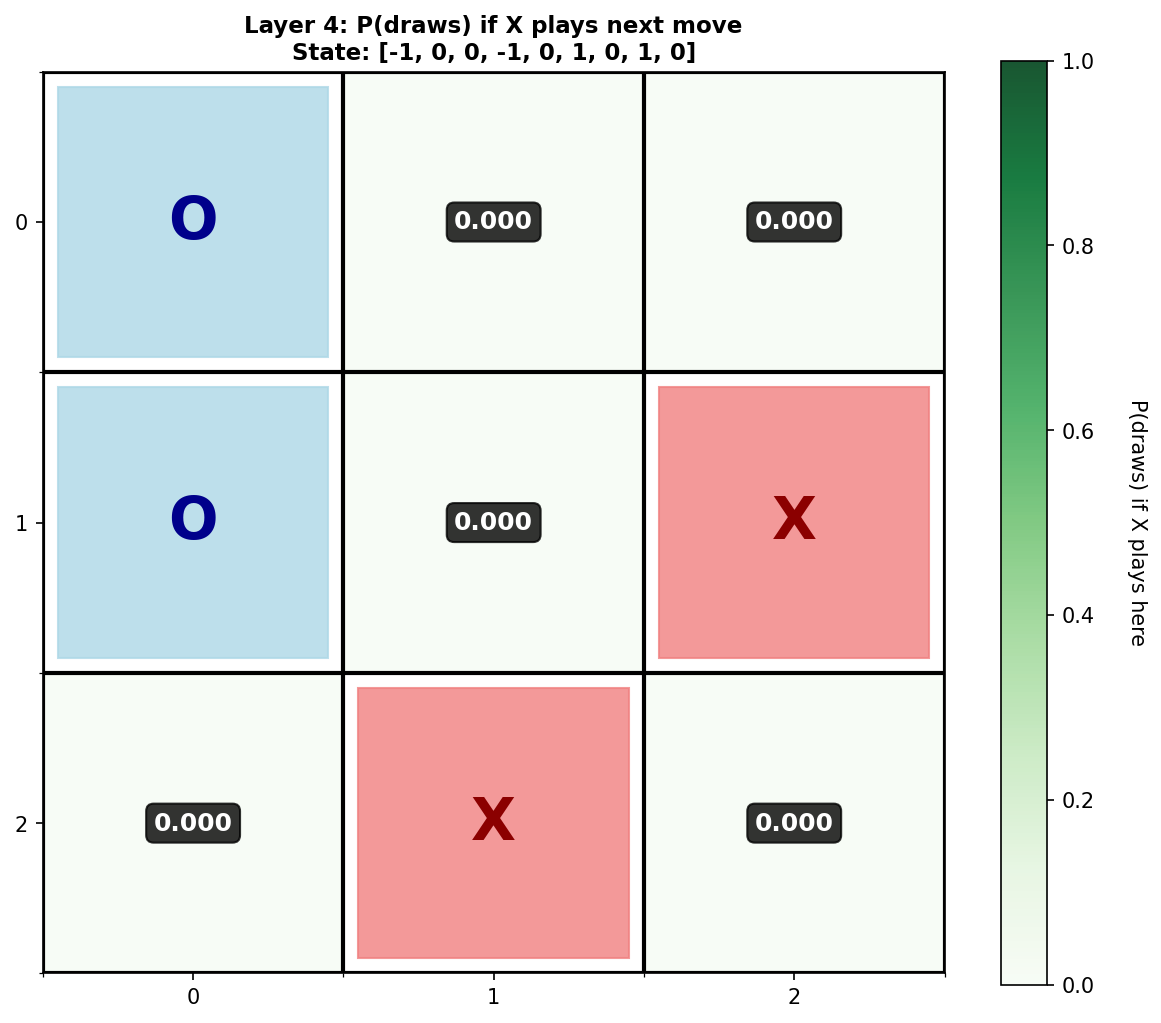 Layer 4: P(draws) if X plays next move
State: [-1, 0, 0, -1, 0, 1, 0, 1, 0]
0
O
0.000
0.000
1
O
0.000
X
2
0.000
X
0.000
0
1
2
1.0
0.8
0.6
0.4
0.2
0.0
P(draws) if X plays here